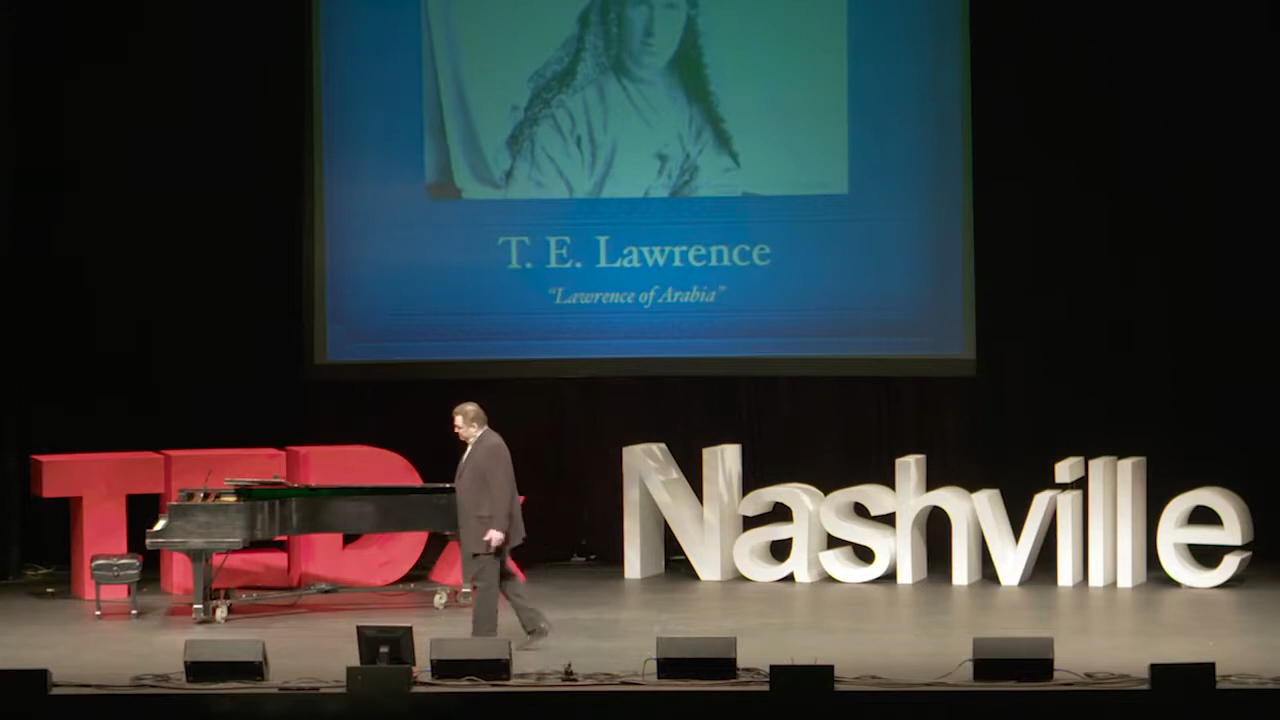 T. E. Lawrence
“Lawrence of Arabia”
TEDx
Nashville